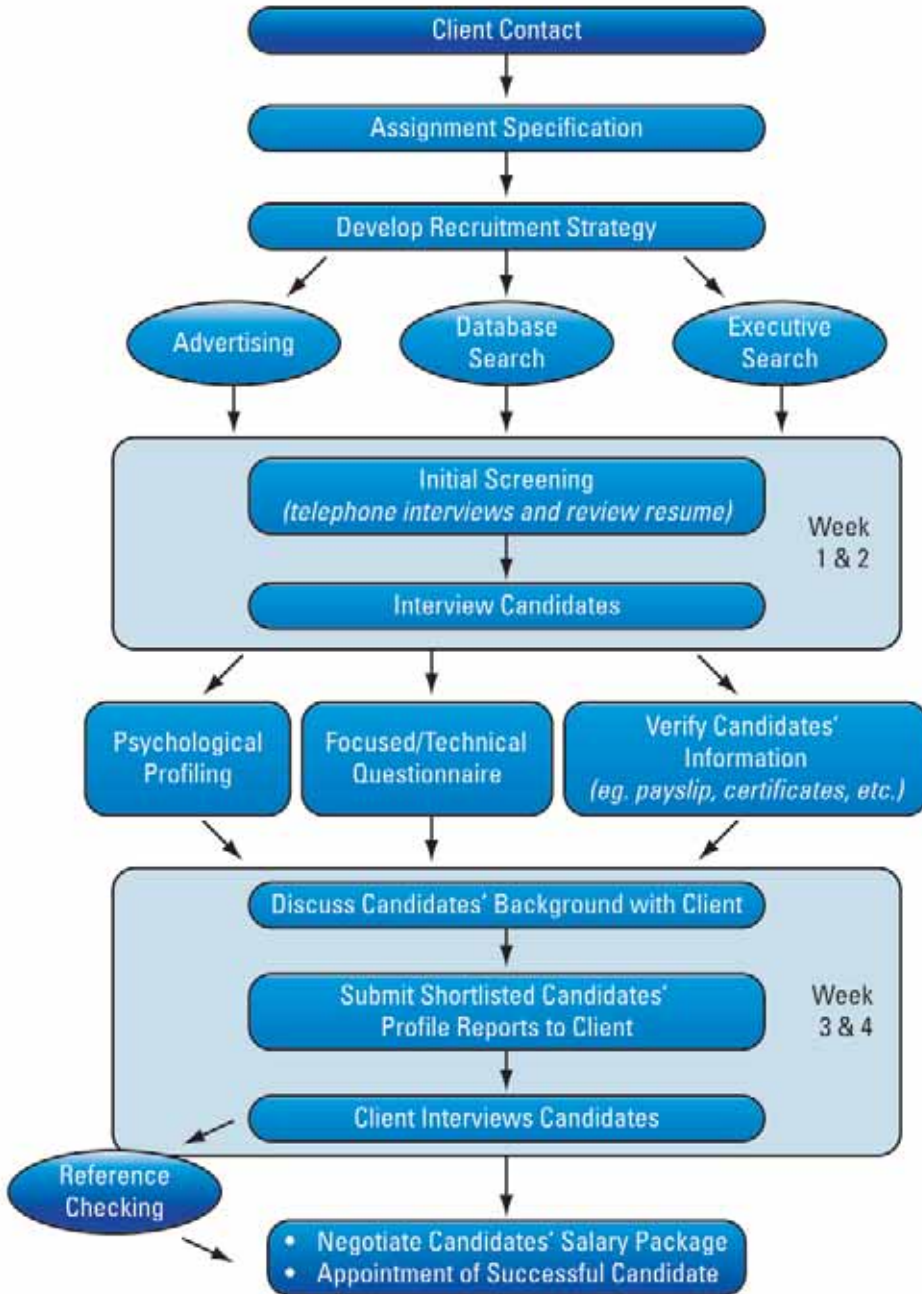 Client Contact
Assignment Specification
Develop Recruitment Strategy
Advertising
Database
Search
Executive
Search
Initial Screening
(telephone interviews and review resume)
Week
1 & 2
Interview Candidates
Psychological
Profiling
Focused/Technical
Questionnaire
Verify Candidates'
Information
(eg. payslip, certificates, etc.)
Discuss Candidates' Background with Client
Submit Shortlisted Candidates'
Profile Reports to Client
Week
3 & 4
Client Interviews Candidates
Reference
Checking
• Negotiate Candidates' Salary Package
• Appointment of Successful Candidate